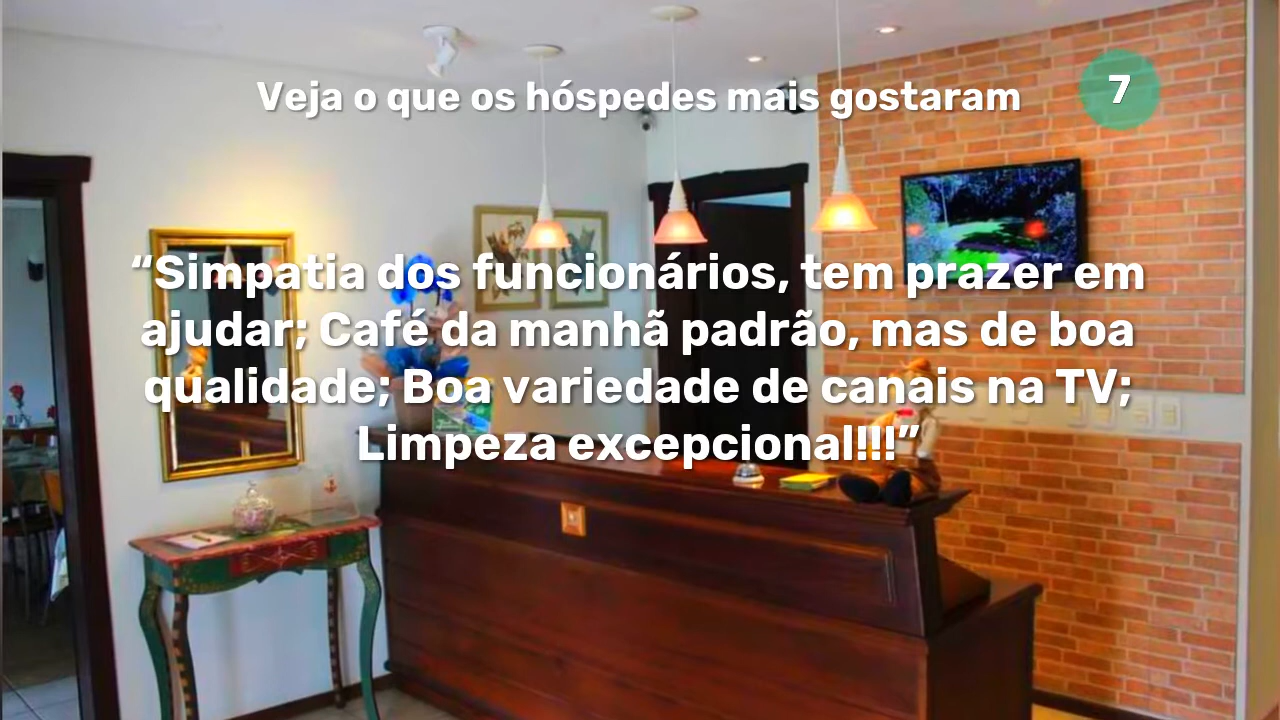 Veja o que os hóspedes mais gostaram
7
“Simpatia dos funcionários, tem prazer em
ajudar; Café da manhã padrão, mas de boa
qualidade; Boa variedade de canais na TV;
Limpeza excepcional!!!”